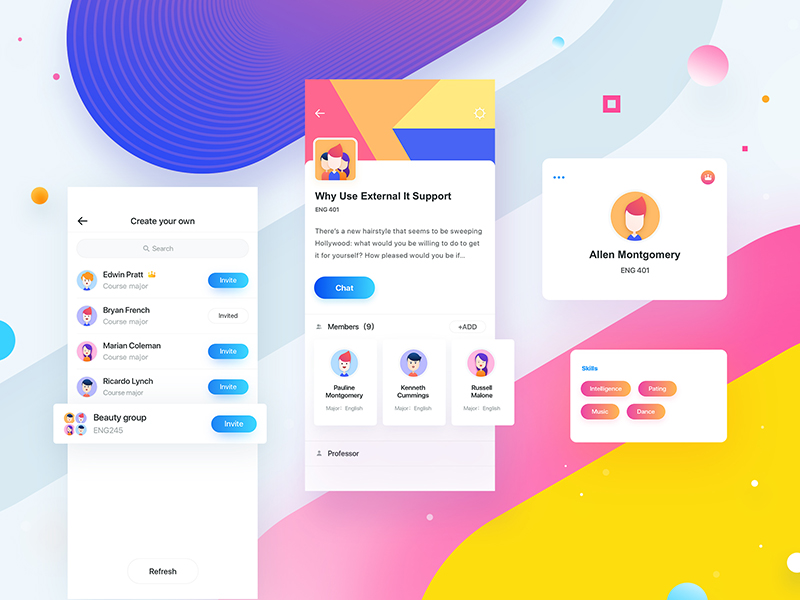 Create your own
Search
Edwin Pratt
Course major
Invite
Bryan French
Course major
Invited
Marian Coleman
Course major
Invite
Ricardo Lynch
Course major
Invite
Beauty group
ENG245
Invite
Refresh
Why Use External It Support
ENG 401
There's a new hairstyle that seems to be sweeping
Hollywood: what would you be willing to do to get
it for yourself? How pleased would you be if...
Chat
Members (9)
+ADD
Pauline
Montgomery
Major: English
Kenneth
Cummings
Major: English
Russell
Malone
Major: English
Professor
Allen Montgomery
ENG 401
Skills
Intelligence
Pating
Music
Dance